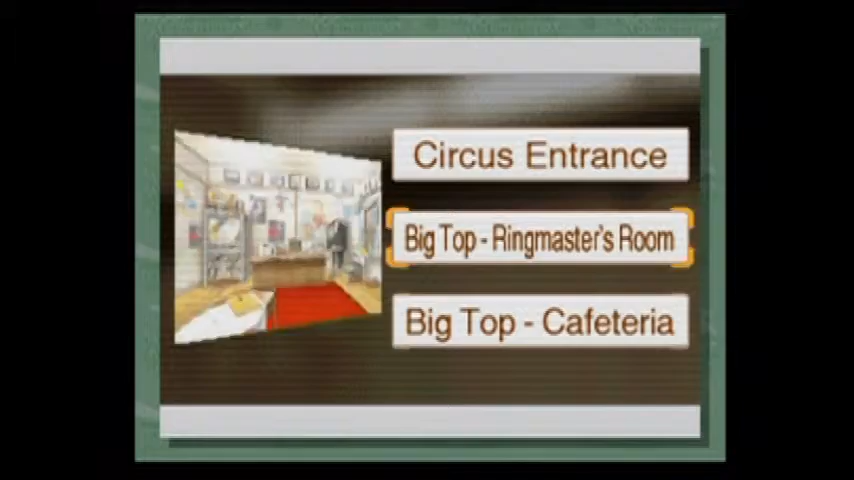 Circus Entrance
Big Top - Ringmaster's Room
Big Top - Cafeteria